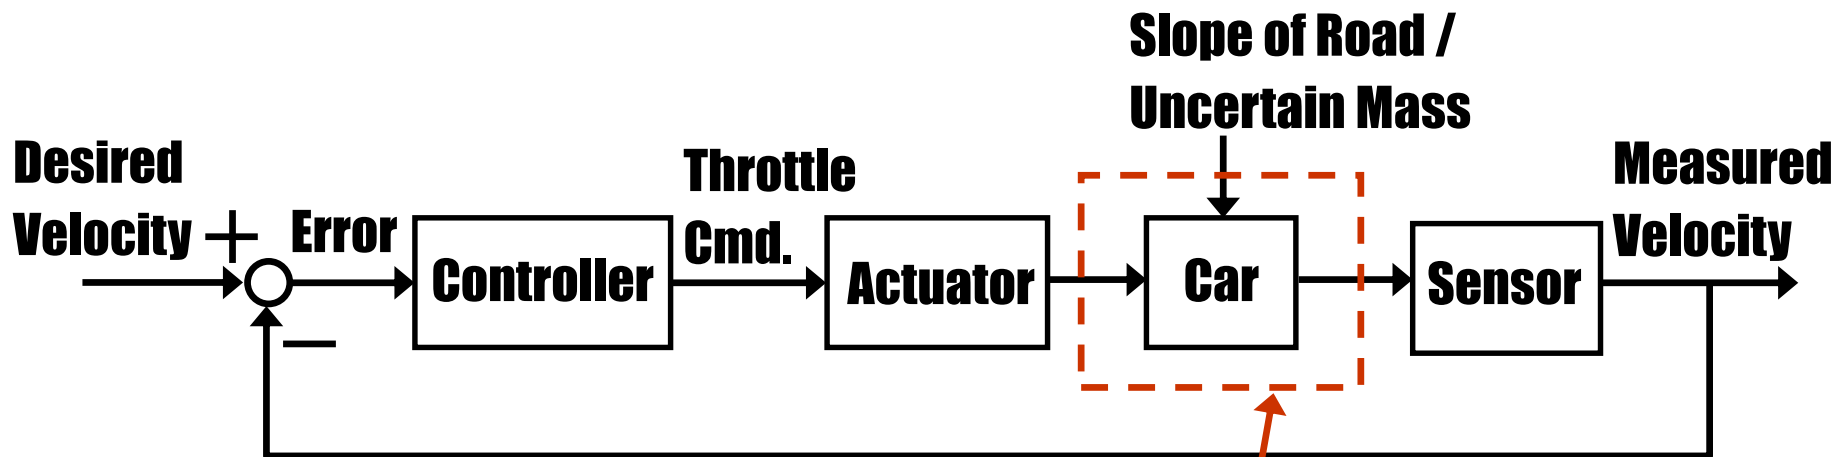 Slope of Road /
Uncertain Mass
Desired
Velocity +
Error
Controller
Throttle
Cmd.
Actuator
Car
Sensor
Measured
Velocity
—